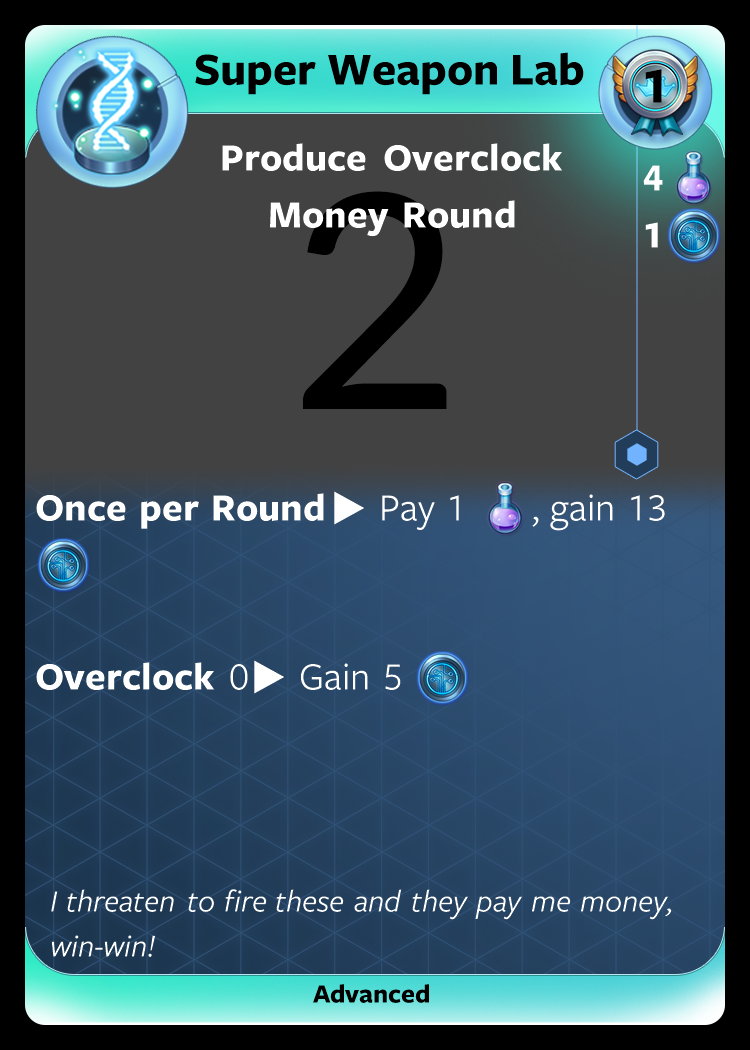 Super Weapon Lab
1
Produce Overclock
Money Round
4
1
2
Once per Round▶ Pay 1 , gain 13
Overclock 0▶ Gain 5
I threaten to fire these and they pay me money,
win-win!
Advanced